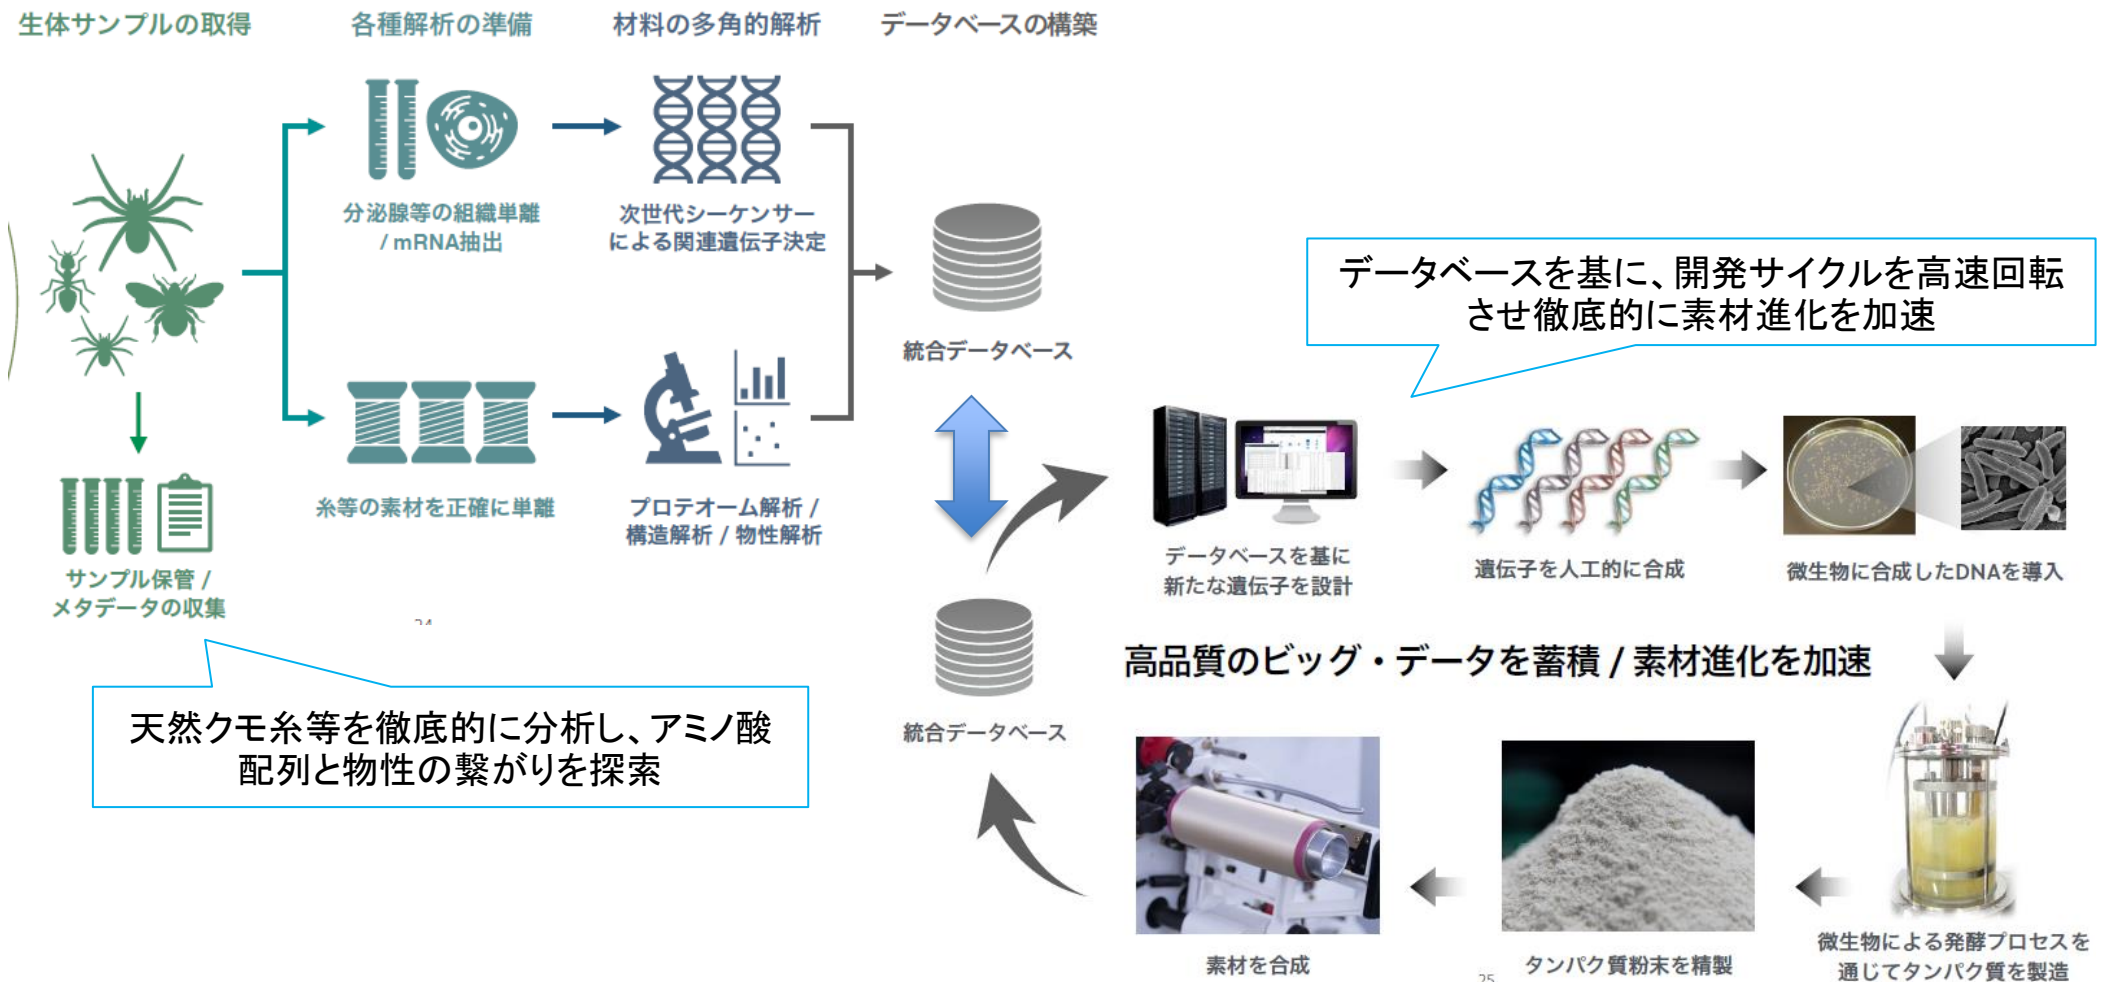 生体サンプルの取得
各種解析の準備
材料の多角的解析
データベースの構築
分泌腺等の組織単離
/ mRNA抽出
次世代シーケンサー
による関連遺伝子決定
統合データベース
糸等の素材を正確に単離
プロテオーム解析 /
構造解析 / 物性解析
サンプル保管 /
メタデータの収集
24
天然クモ糸等を徹底的に分析し、アミノ酸
配列と物性の繋がりを探索
データベースを基に、開発サイクルを高速回転
させ徹底的に素材進化を加速
データベースを基に
新たな遺伝子を設計
遺伝子を人工的に合成
微生物に合成したDNAを導入
高品質のビッグ・データを蓄積 / 素材進化を加速
統合データベース
素材を合成
25
タンパク質粉末を精製
微生物による発酵プロセスを
通じてタンパク質を製造